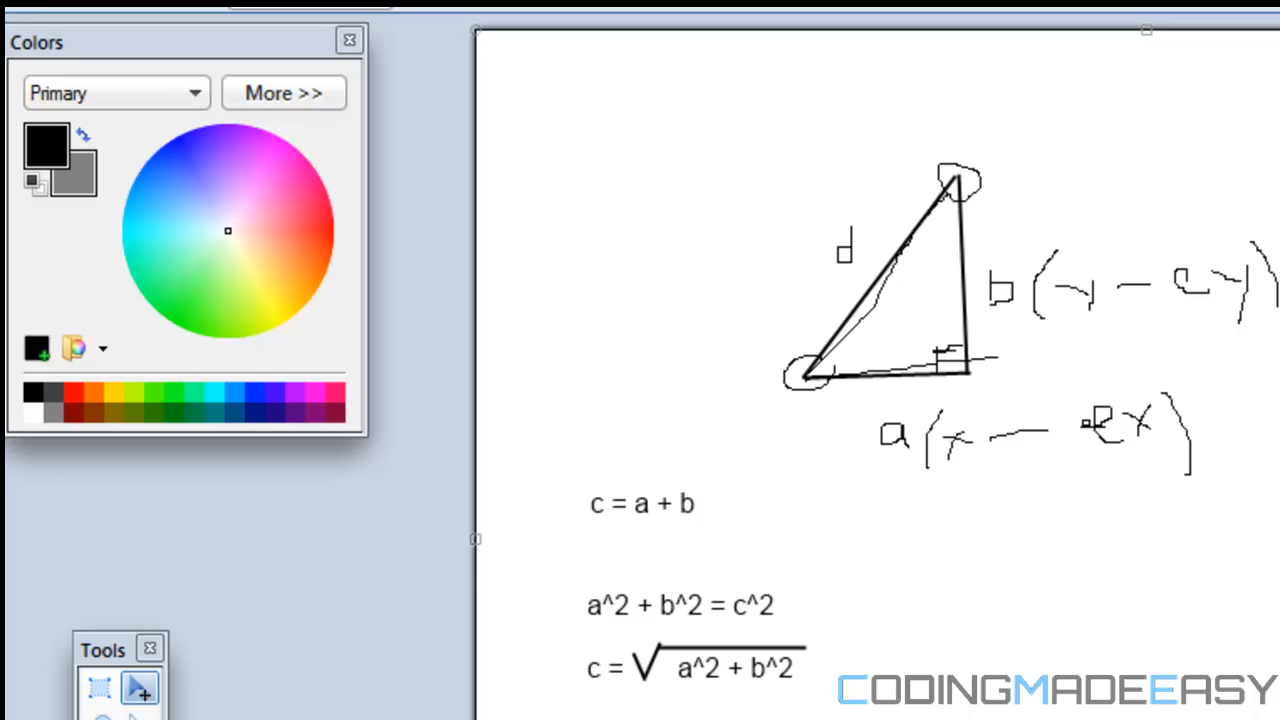 Colors
Primary
More >>
d
b(y - ey)
a(x - ex)
c = a + b
a^2 + b^2 = c^2
c = √a^2 + b^2
Tools
CODINGMADEEASY